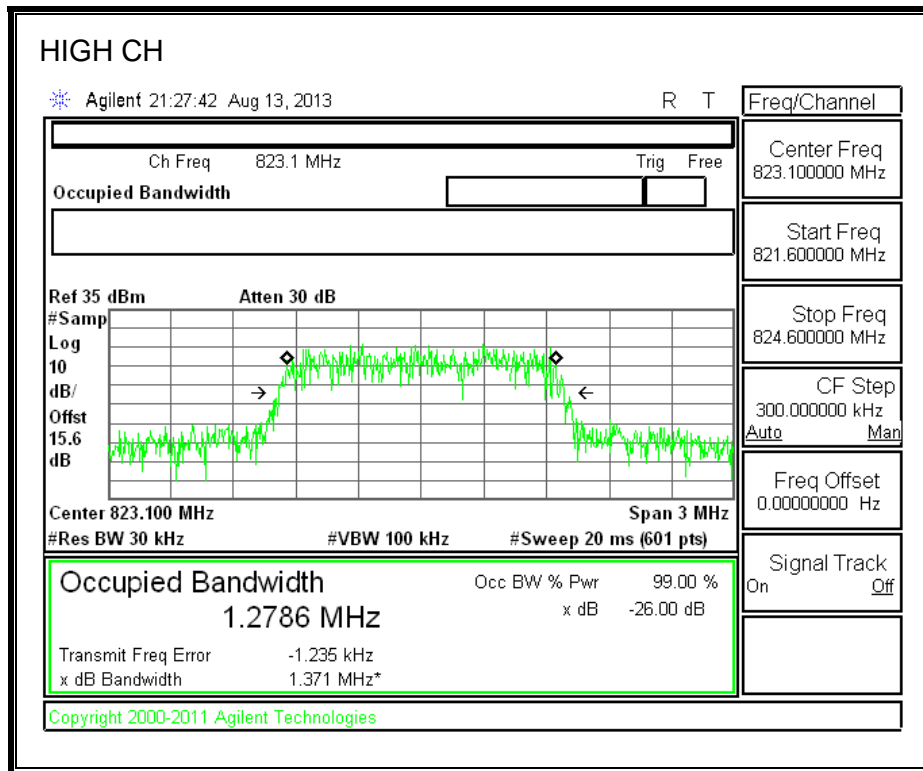 HIGH CH
Agilent 21:27:42 Aug 13, 2013 R T
Freq/Channel
Ch Freq 823.1 MHz Trig Free
Occupied Bandwidth
Center Freq
823.100000 MHz
Start Freq
821.600000 MHz
Stop Freq
824.600000 MHz
CF Step
300.000000 kHz
Auto Man
Freq Offset
0.00000000 Hz
Signal Track
On Off
Ref 35 dBm Atten 30 dB
#Samp
Log
10
dB/
Offst
15.6
dB
Center 823.100 MHz Span 3 MHz
#Res BW 30 kHz #VBW 100 kHz #Sweep 20 ms (601 pts)
Occupied Bandwidth Occ BW % Pwr 99.00 %
1.2786 MHz x dB -26.00 dB
Transmit Freq Error -1.235 kHz
x dB Bandwidth 1.371 MHz*
Copyright 2000-2011 Agilent Technologies